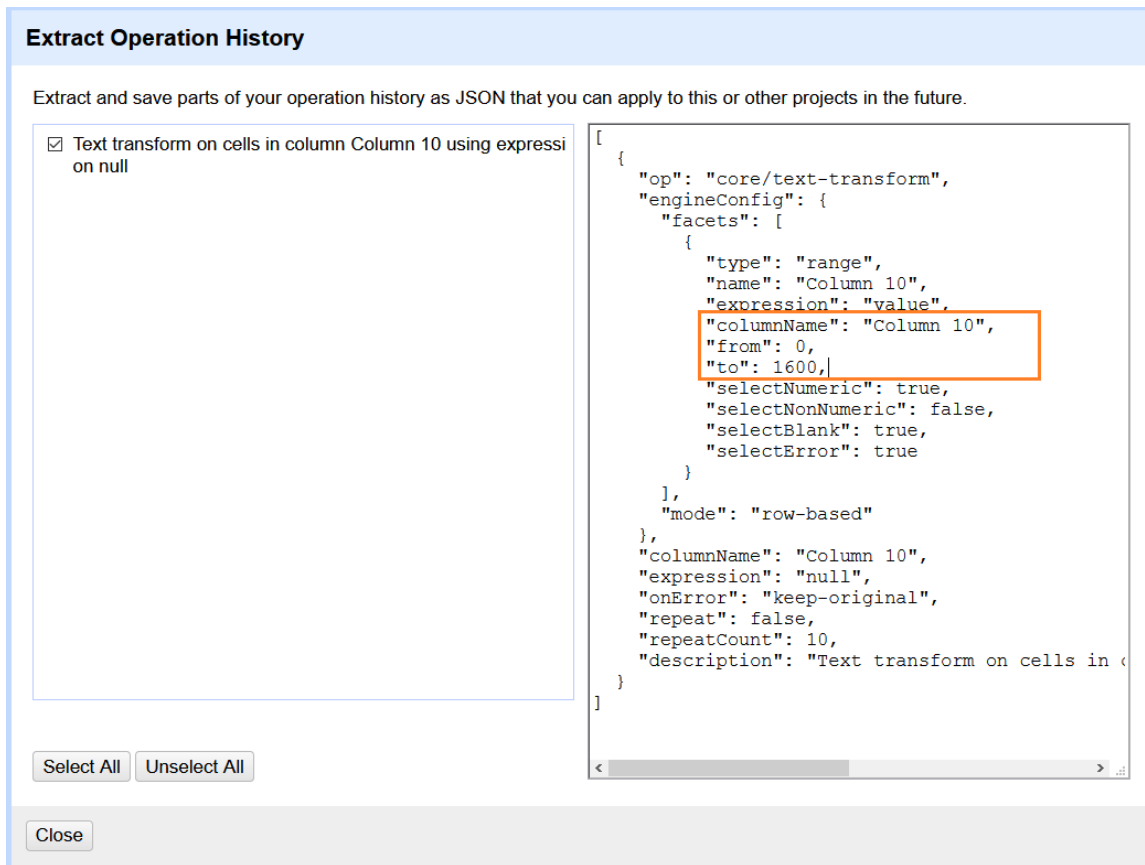 Extract Operation History
Extract and save parts of your operation history as JSON that you can apply to this or other projects in the future.
Text transform on cells in column Column 10 using expressi
on null
[
  {
    "op": "core/text-transform",
    "engineConfig": {
      "facets": [
        {
          "type": "range",
          "name": "Column 10",
          "expression": "value",
          "columnName": "Column 10",
          "from": 0,
          "to": 1600,
          "selectNumeric": true,
          "selectNonNumeric": false,
          "selectBlank": true,
          "selectError": true
        }
      ],
      "mode": "row-based"
    },
    "columnName": "Column 10",
    "expression": "null",
    "onError": "keep-original",
    "repeat": false,
    "repeatCount": 10,
    "description": "Text transform on cells in
  }
]
Select All Unselect All
Close